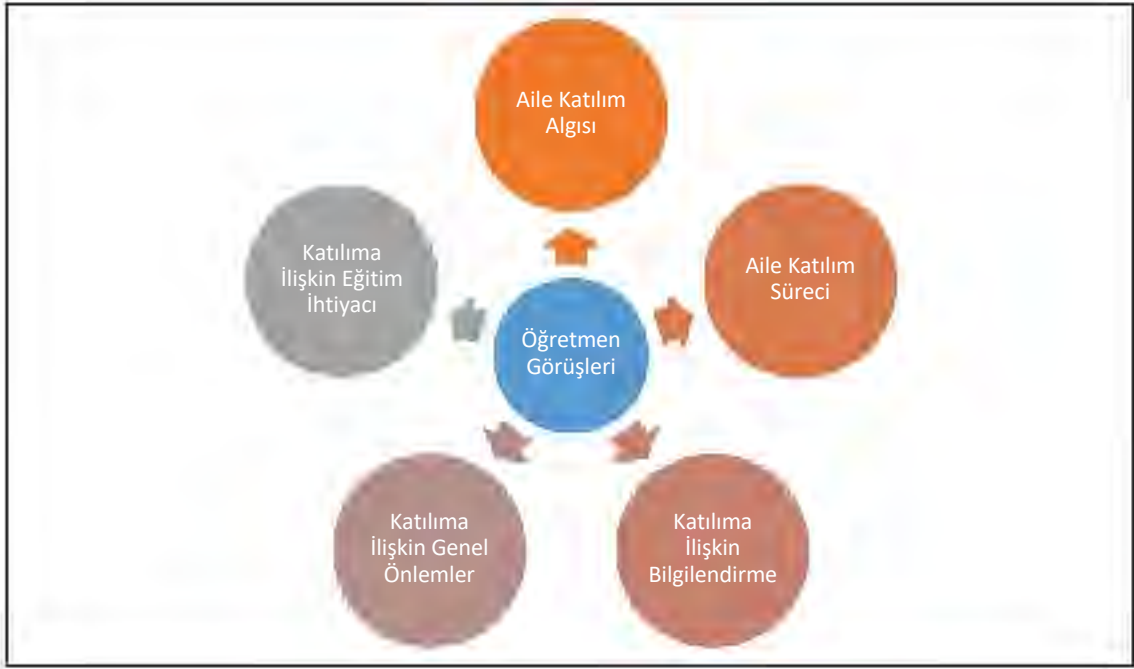 Aile Katılım
Algısı
Aile Katılım
Süreci
Katılıma
İlişkin
Bilgilendirme
Katılıma
İlişkin Genel
Önlemler
Katılıma
İlişkin Eğitim
İhtiyacı
Öğretmen
Görüşleri